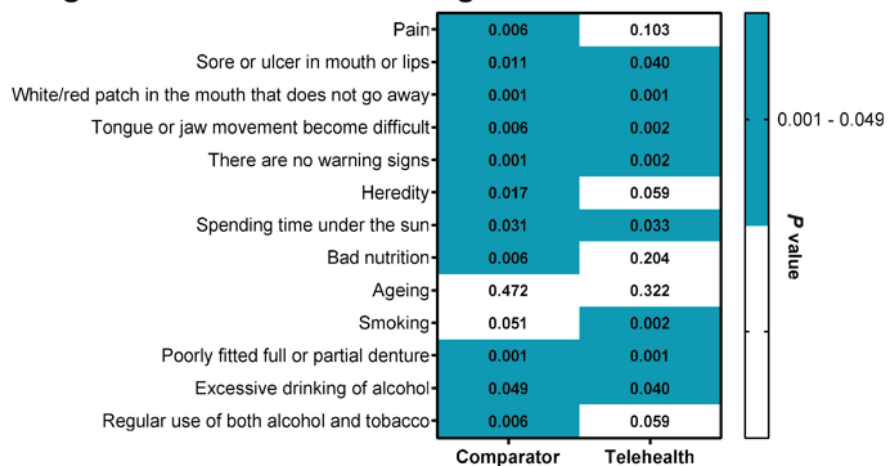 Pain 0.006 0.103
Sore or ulcer in mouth or lips 0.011 0.040
White/red patch in the mouth that does not go away 0.001 0.001
Tongue or jaw movement become difficult 0.006 0.002
There are no warning signs 0.001 0.002
Heredity 0.017 0.059
Spending time under the sun 0.031 0.033
Bad nutrition 0.006 0.204
Ageing 0.472 0.322
Smoking 0.051 0.002
Poorly fitted full or partial denture 0.001 0.001
Excessive drinking of alcohol 0.049 0.040
Regular use of both alcohol and tobacco 0.006 0.059
Comparator Telehealth
0.001 - 0.049
P value